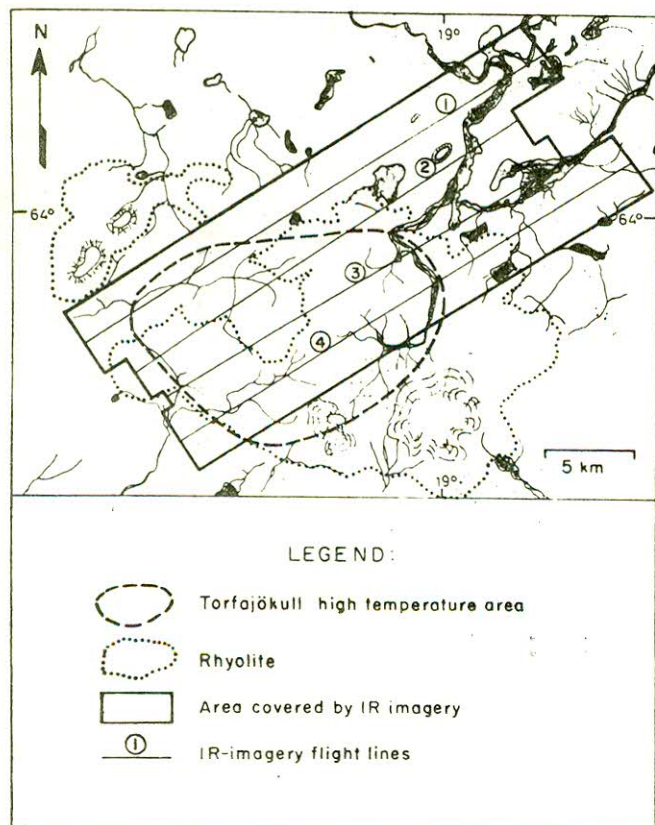 N
19°
1
2
64°
64°
3
4
5 km
19°
LEGEND:
Torfajökull high temperature area
Rhyolite
Area covered by IR imagery
1
IR-imagery flight lines